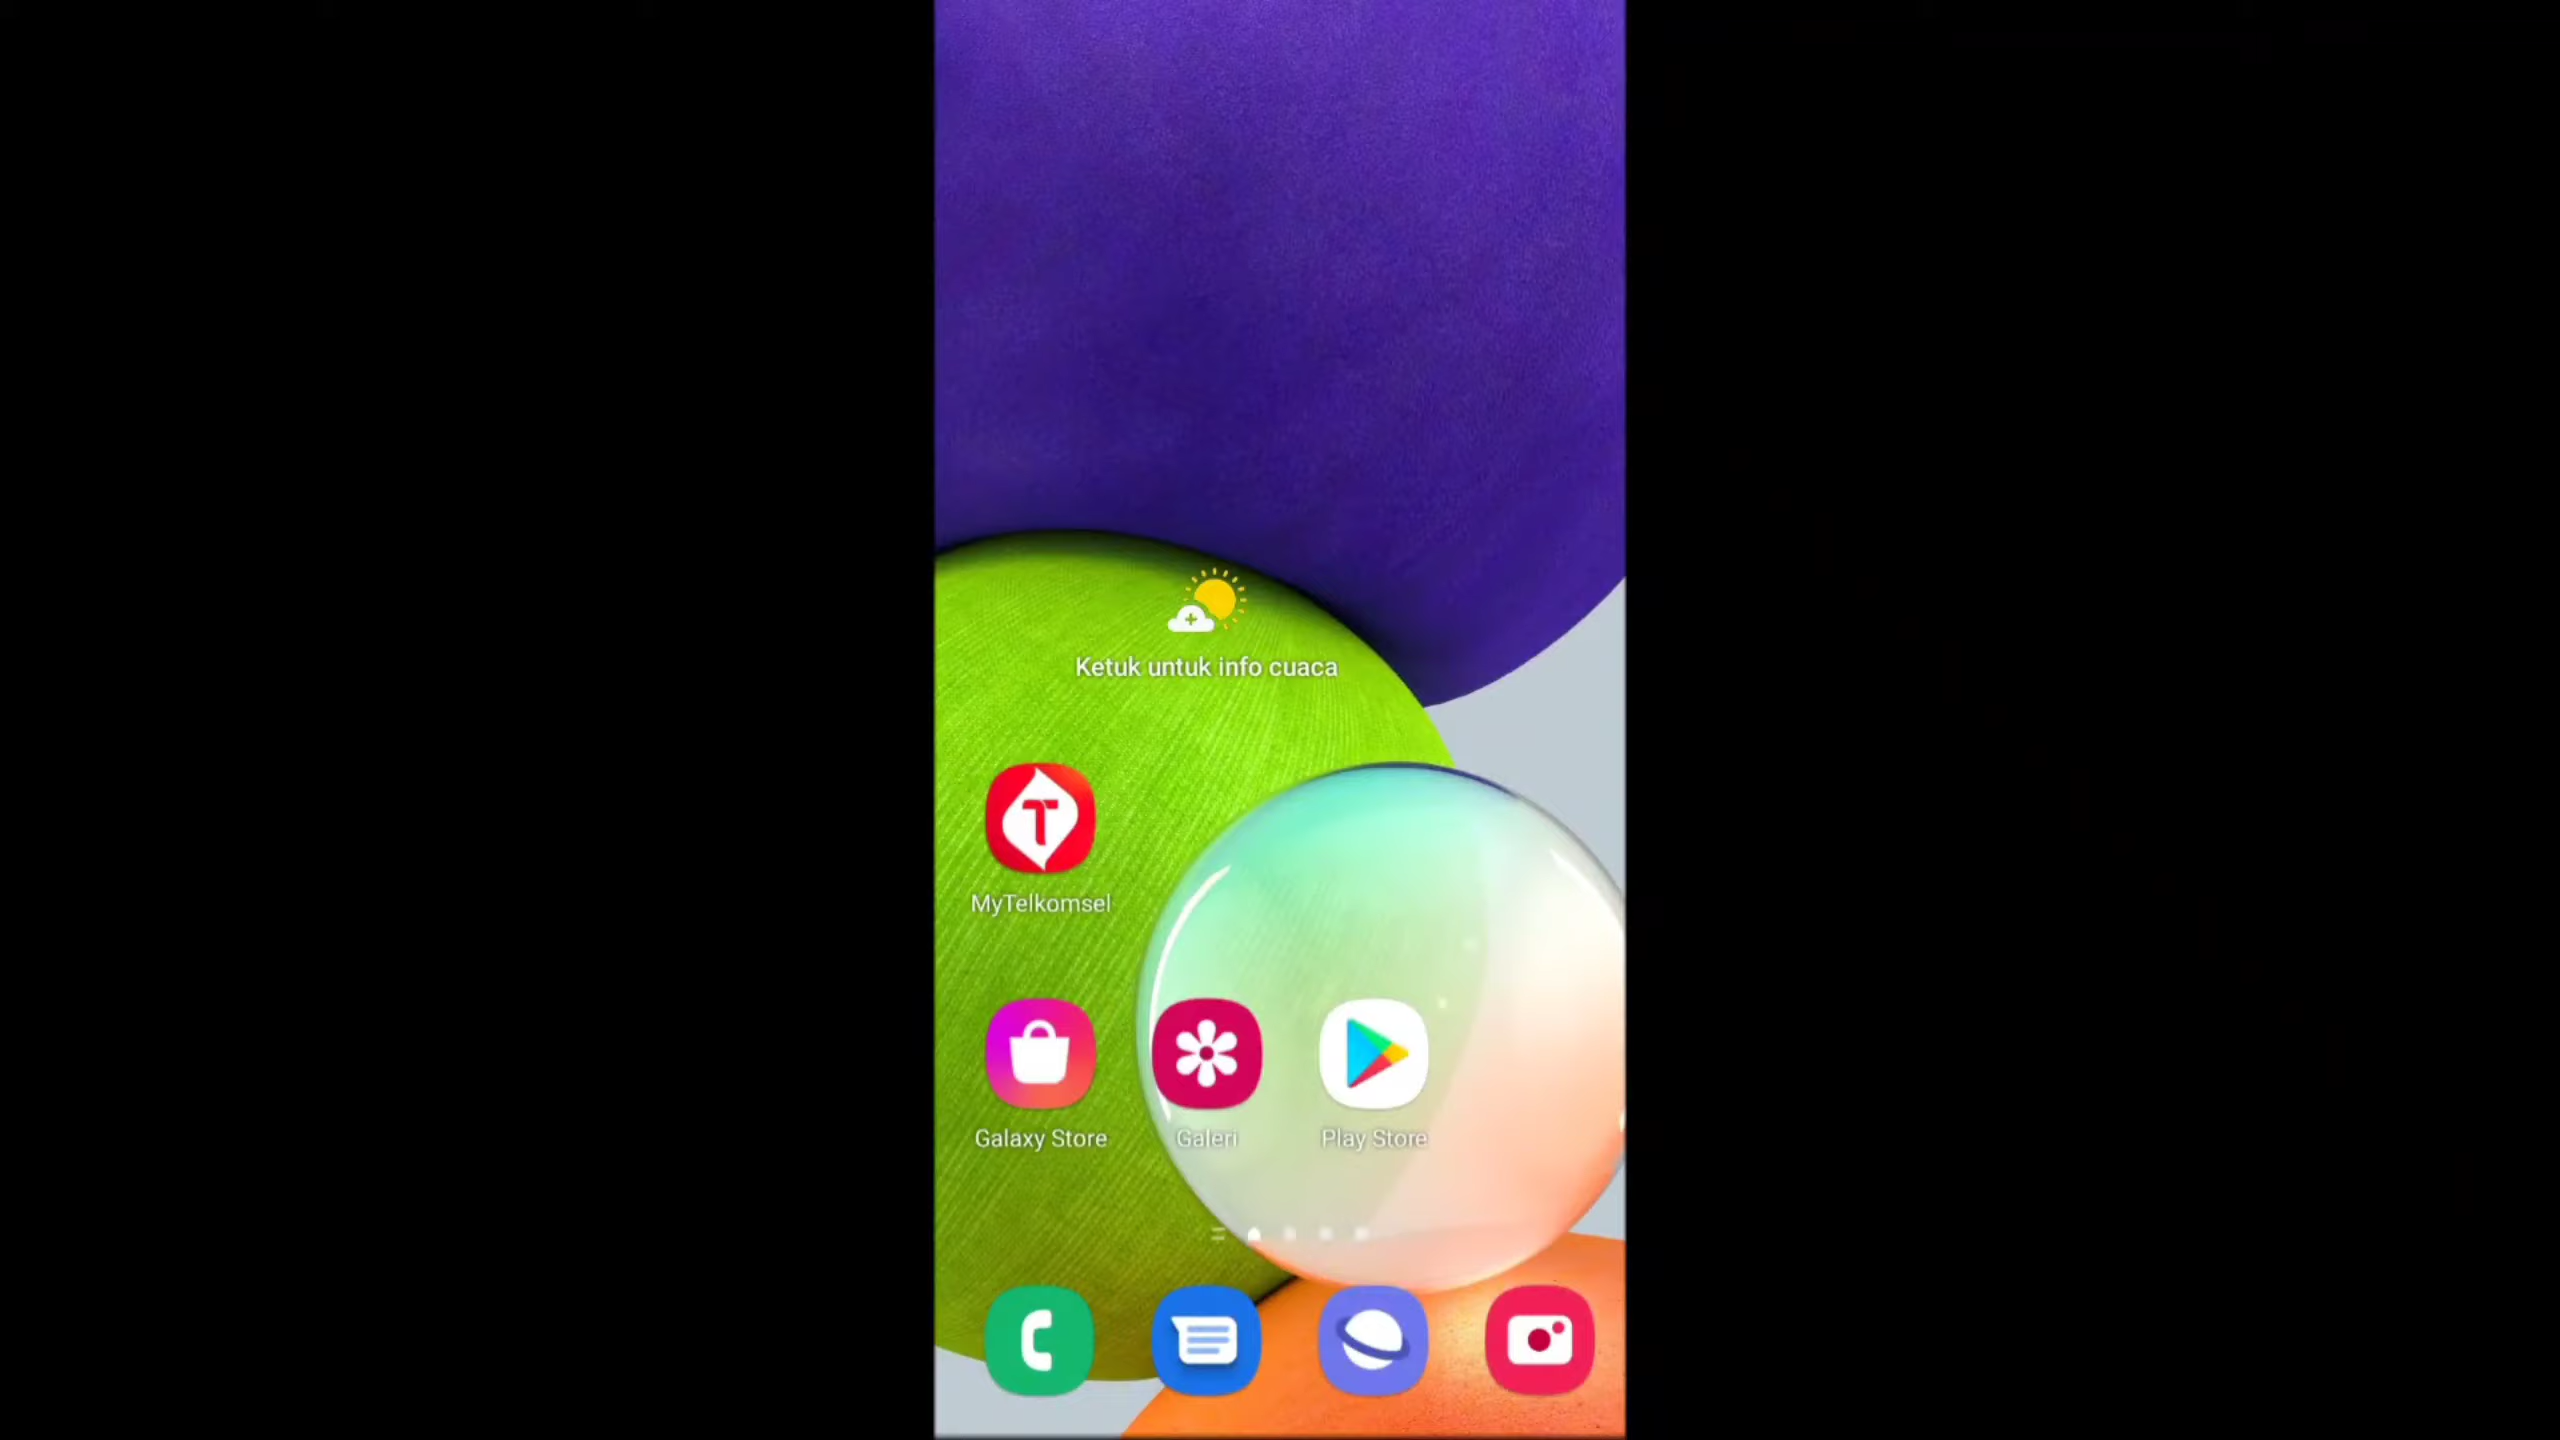 Ketuk untuk info cuaca
T
MyTelkomsel
Galaxy Store
Galeri
Play Store